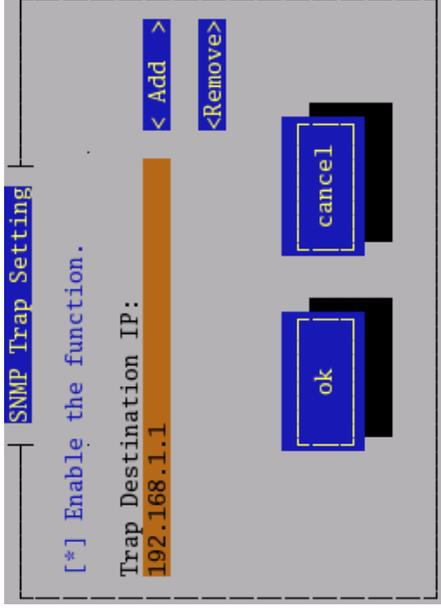 SNMP Trap Setting
[*] Enable the function.
Trap Destination IP:
192.168.1.1 < Add >
<Remove>
ok cancel